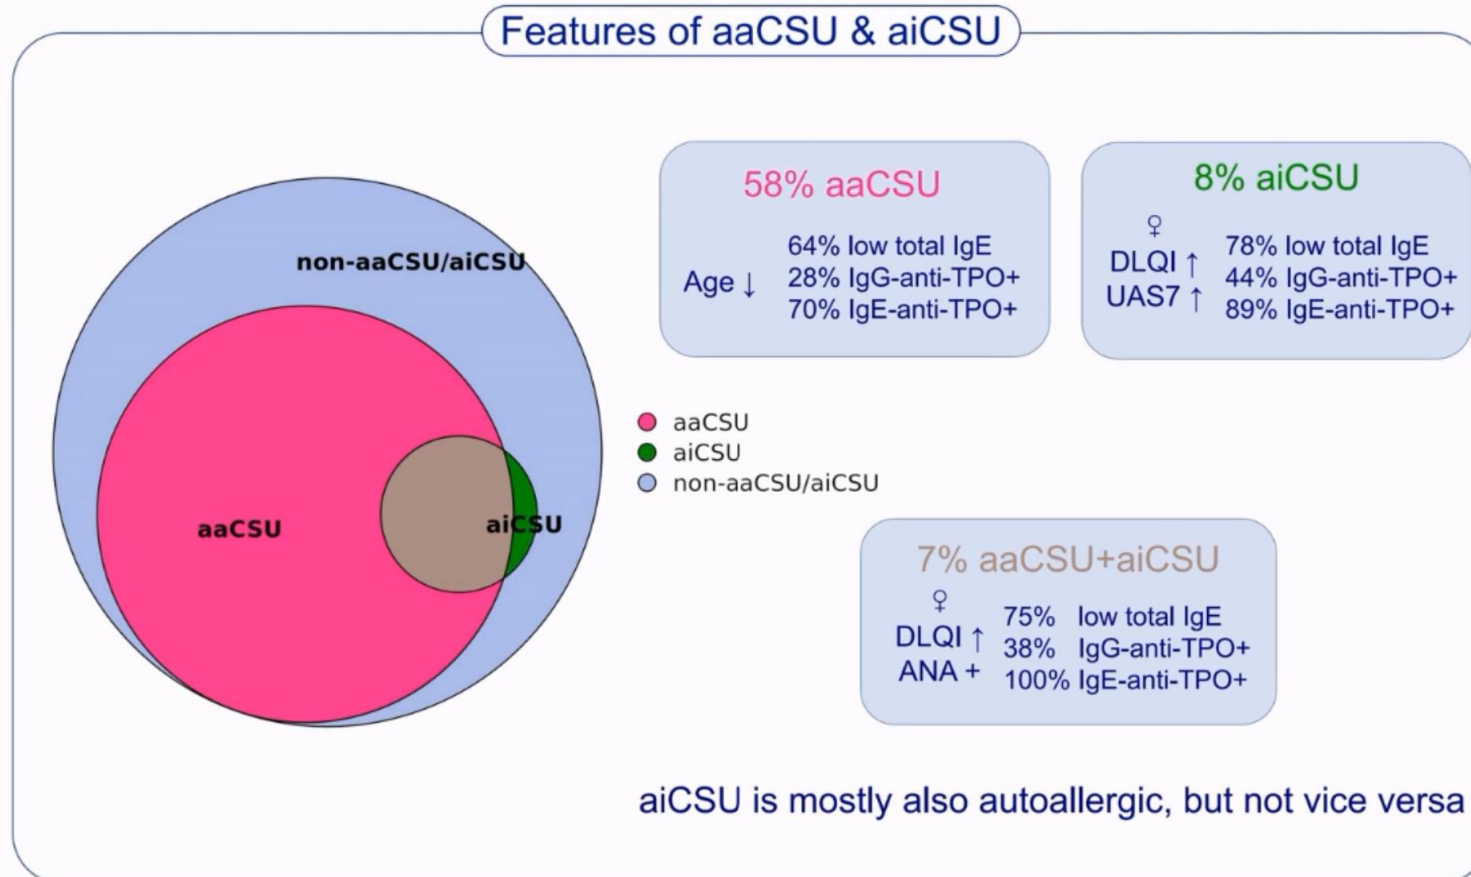 Features of aaCSU & aiCSU
non-aaCSU/aiCSU
aaCSU
aiCSU
58% aaCSU
Age ↓
64% low total IgE
28% IgG-anti-TPO+
70% IgE-anti-TPO+
8% aiCSU
♀
DLQI ↑
UAS7 ↑
78% low total IgE
44% IgG-anti-TPO+
89% IgE-anti-TPO+
aaCSU
aiCSU
non-aaCSU/aiCSU
7% aaCSU+aiCSU
♀
DLQI ↑
ANA +
75% low total IgE
38% IgG-anti-TPO+
100% IgE-anti-TPO+
aiCSU is mostly also autoallergic, but not vice versa